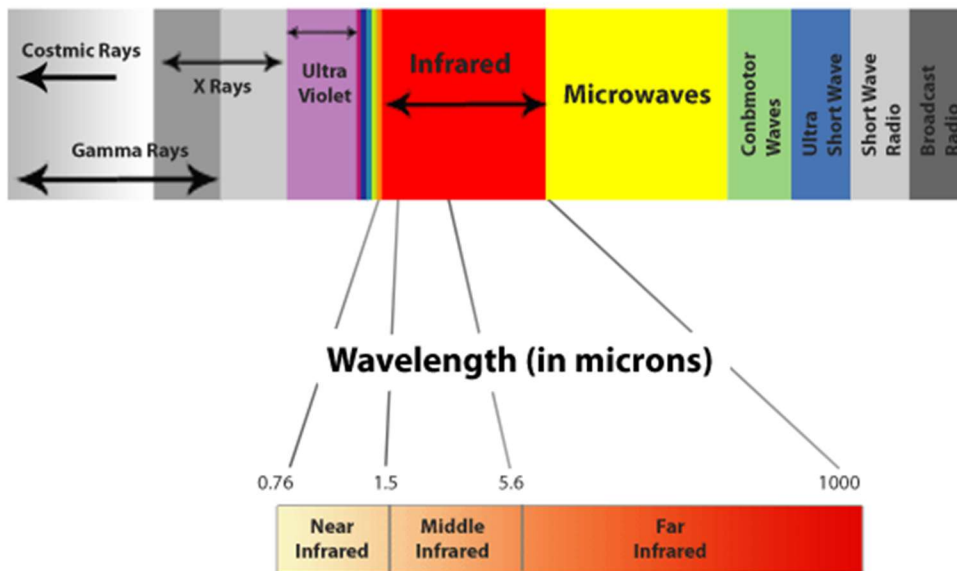 Costmic Rays
X Rays
Gamma Rays
Ultra
Violet
Infrared
Microwaves
Conbmotor
Waves
Ultra
Short Wave
Short Wave
Radio
Broadcast
Radio
Wavelength (in microns)
0.76
1.5
5.6
1000
Near
Infrared
Middle
Infrared
Far
Infrared